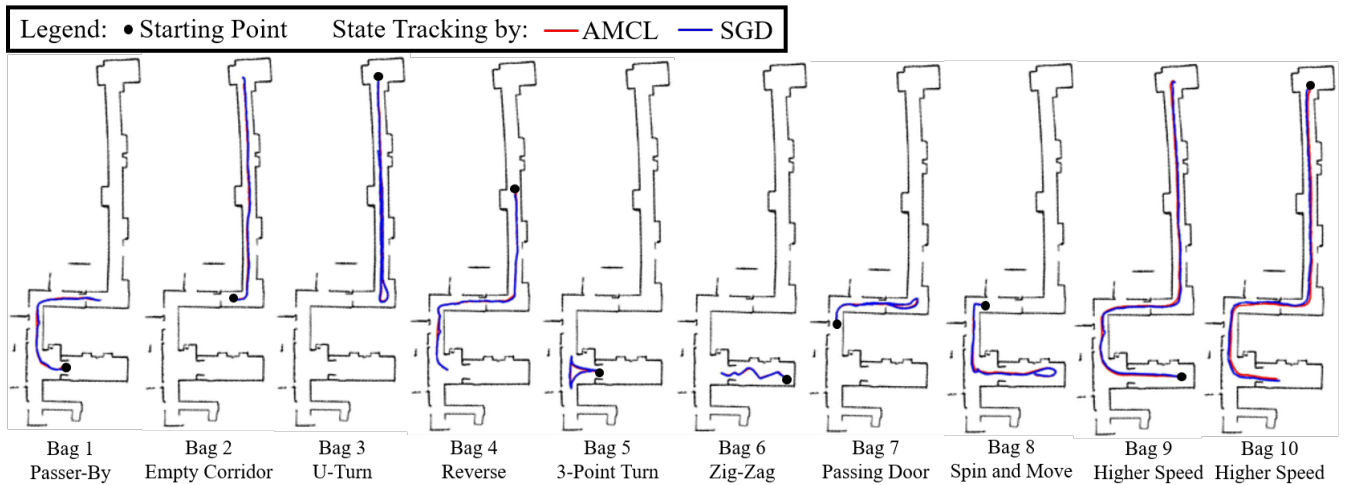 Legend: Starting Point State Tracking by: AMCL SGD
Bag 1 Bag 2 Bag 3 Bag 4 Bag 5 Bag 6 Bag 7 Bag 8 Bag 9 Bag 10
Passer-By Empty Corridor U-Turn Reverse 3-Point Turn Zig-Zag Passing Door Spin and Move Higher Speed Higher Speed